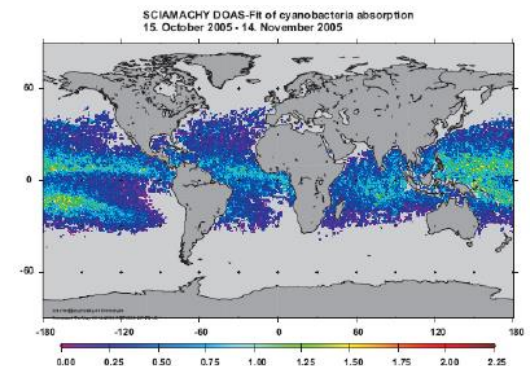 SCIAMACHY DOAS-Fit of cyanobacteria absorption
15. October 2005 - 14. November 2005
60
0
-60
-180 -120 -60 0 60 120 180
0.00 0.25 0.50 0.75 1.00 1.25 1.50 1.75 2.00 2.25